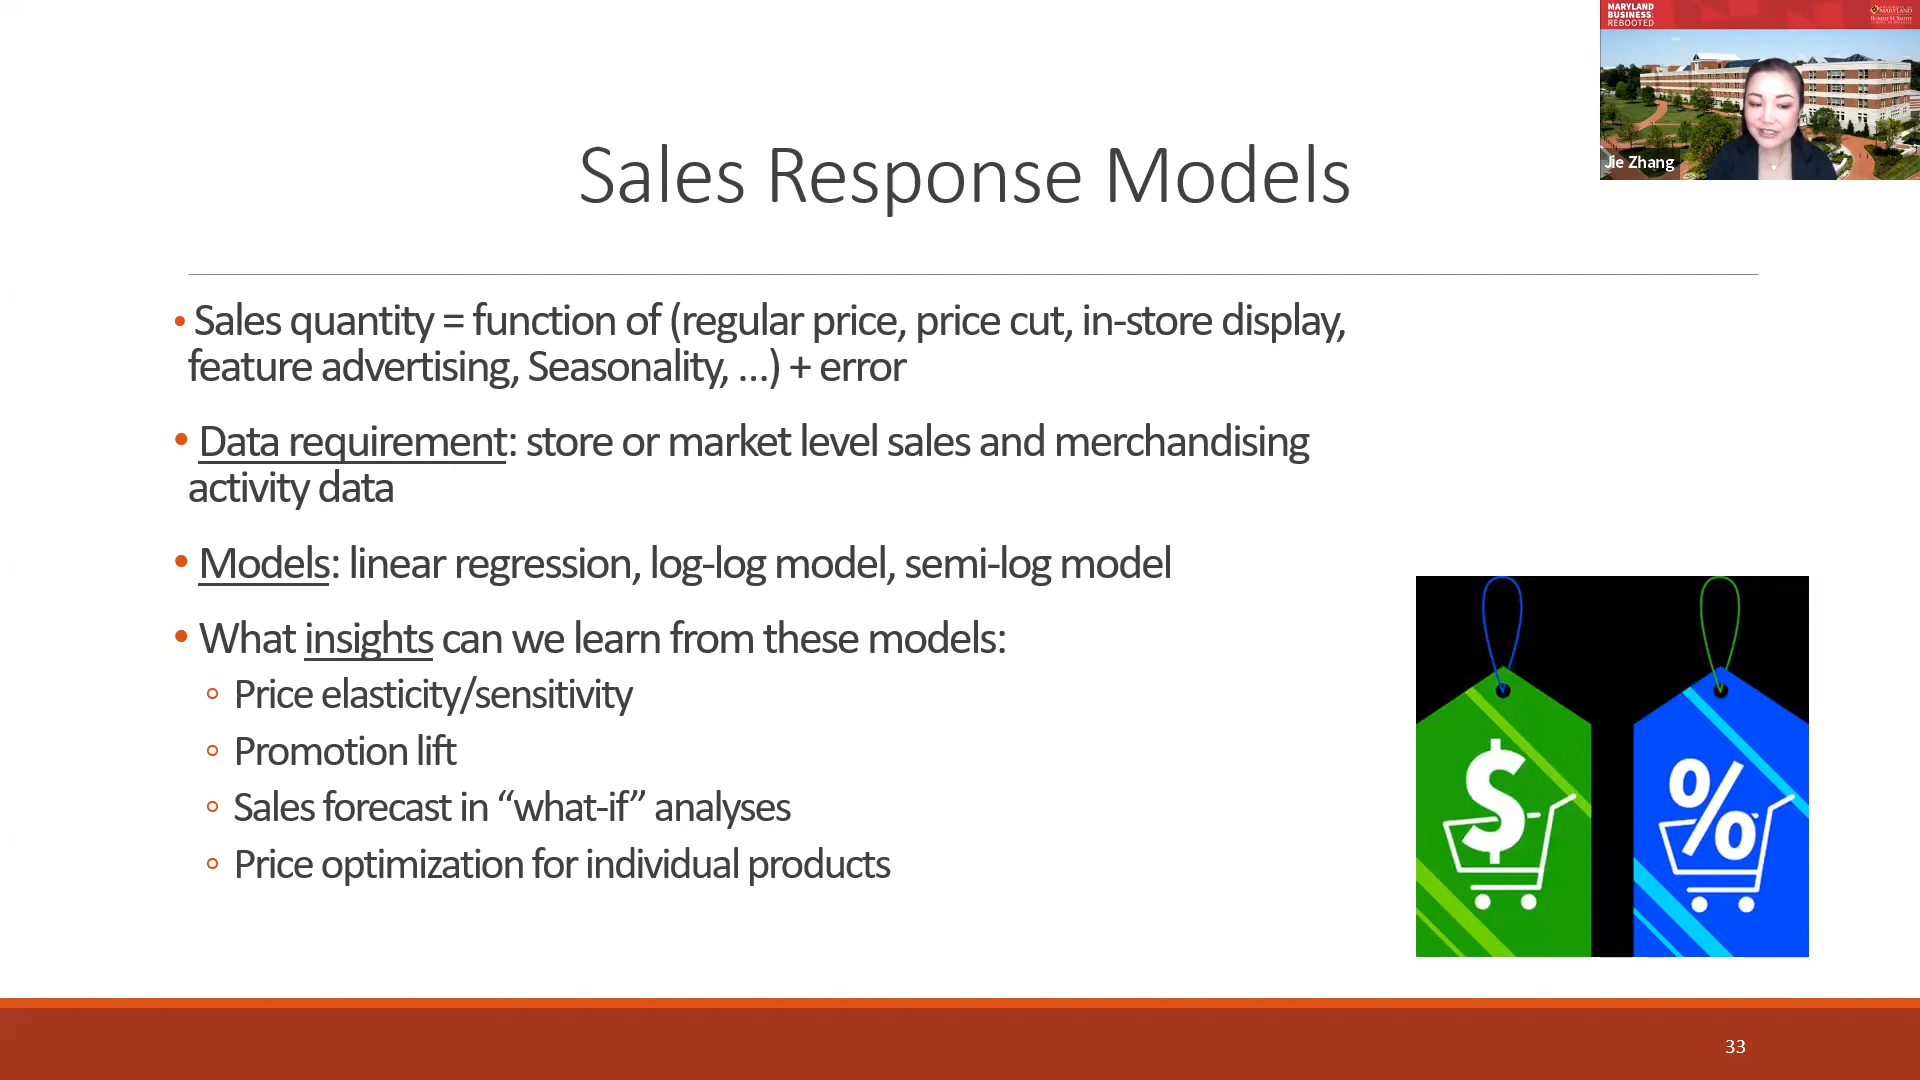 MARYLAND
BUSINESS:
REBOOTED
Jie Zhang
Sales Response Models
• Sales quantity = function of (regular price, price cut, in-store display,
feature advertising, Seasonality, …) + error
• Data requirement: store or market level sales and merchandising
activity data
• Models: linear regression, log-log model, semi-log model
• What insights can we learn from these models:
◦ Price elasticity/sensitivity
◦ Promotion lift
◦ Sales forecast in “what-if” analyses
◦ Price optimization for individual products
$
%
33